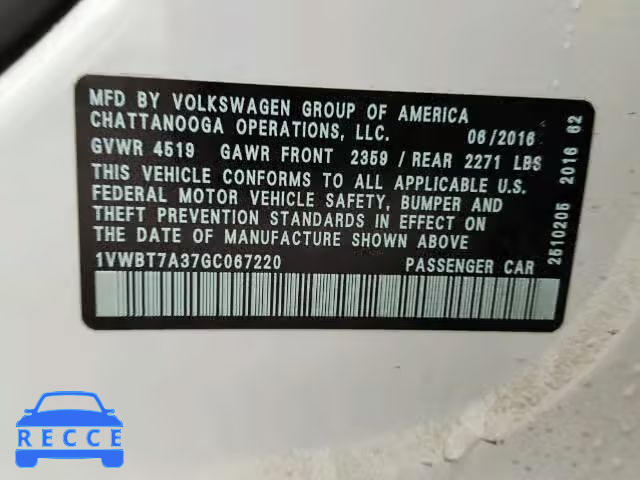 MFD BY VOLKSWAGEN GROUP OF AMERICA
CHATTANOOGA OPERATIONS, LLC. 06/2016
GVWR 4519 GAWR FRONT 2359 / REAR 2271 LBS
THIS VEHICLE CONFORMS TO ALL APPLICABLE U.S.
FEDERAL MOTOR VEHICLE SAFETY, BUMPER AND
THEFT PREVENTION STANDARDS IN EFFECT ON
THE DATE OF MANUFACTURE SHOWN ABOVE
1VWBT7A37GC067220 PASSENGER CAR
2510205 2016 62
RECCE